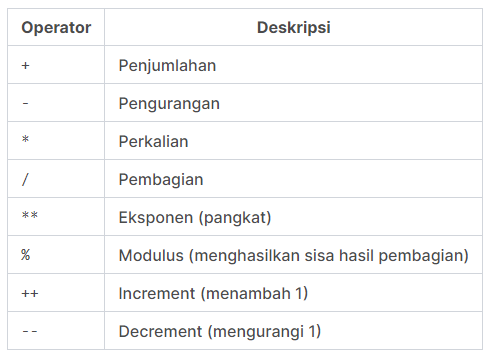 Operator Deskripsi
+ Penjumlahan
- Pengurangan
* Perkalian
/ Pembagian
** Eksponen (pangkat)
% Modulus (menghasilkan sisa hasil pembagian)
++ Increment (menambah 1)
-- Decrement (mengurangi 1)